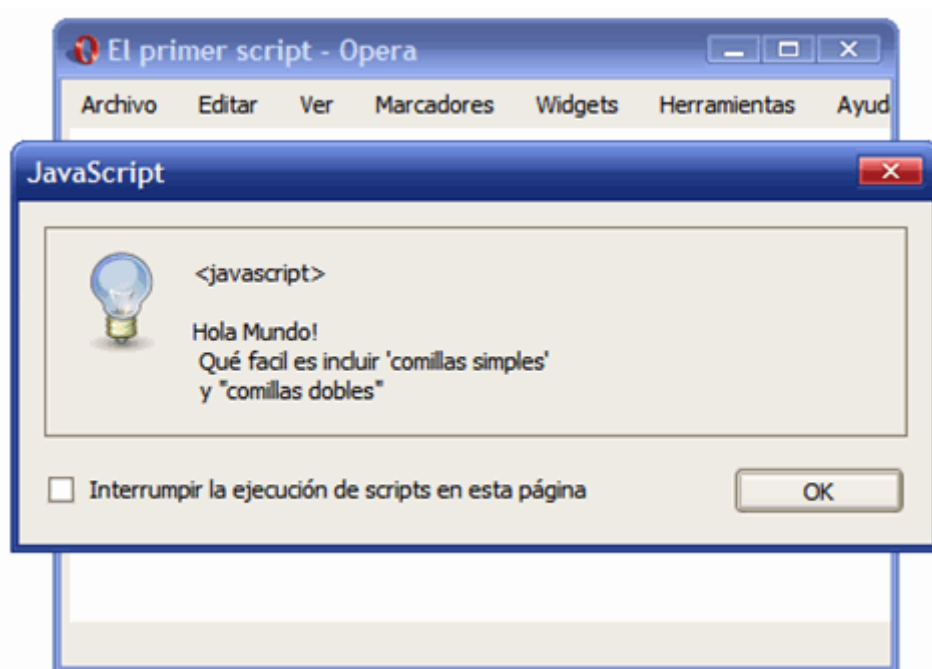 El primer script - Opera
Archivo Editar Ver Marcadores Widgets Herramientas Ayud
JavaScript
<javascript>
Hola Mundo!
Qué facil es incluir 'comillas simples'
y "comillas dobles"
Interrumpir la ejecución de scripts en esta página
OK